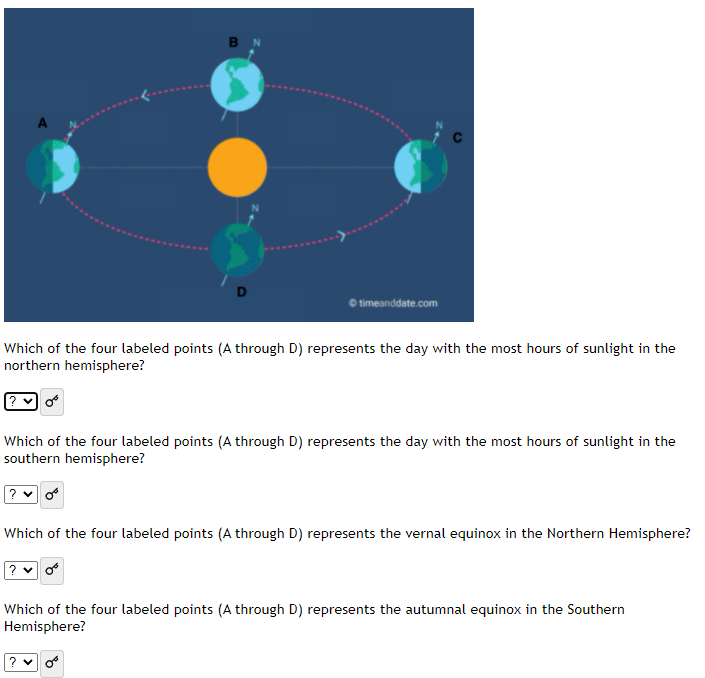 B N
A N
N C
N
D
© timeanddate.com
Which of the four labeled points (A through D) represents the day with the most hours of sunlight in the
northern hemisphere?
?
Which of the four labeled points (A through D) represents the day with the most hours of sunlight in the
southern hemisphere?
?
Which of the four labeled points (A through D) represents the vernal equinox in the Northern Hemisphere?
?
Which of the four labeled points (A through D) represents the autumnal equinox in the Southern
Hemisphere?
?